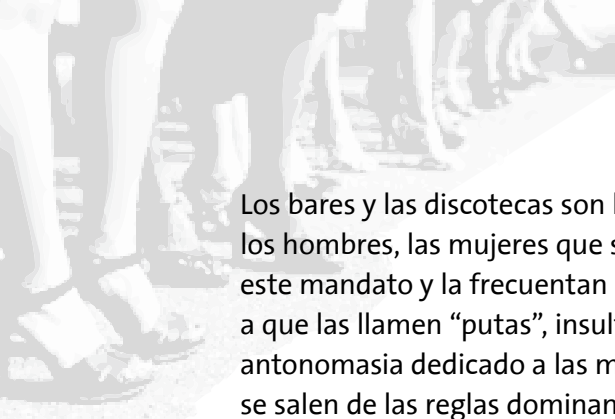 Los bares y las discotecas son
los hombres, las mujeres que
este mandato y la frecuentan
a que las llamen “putas”,
antonomasia dedicado a las
se salen de las reglas